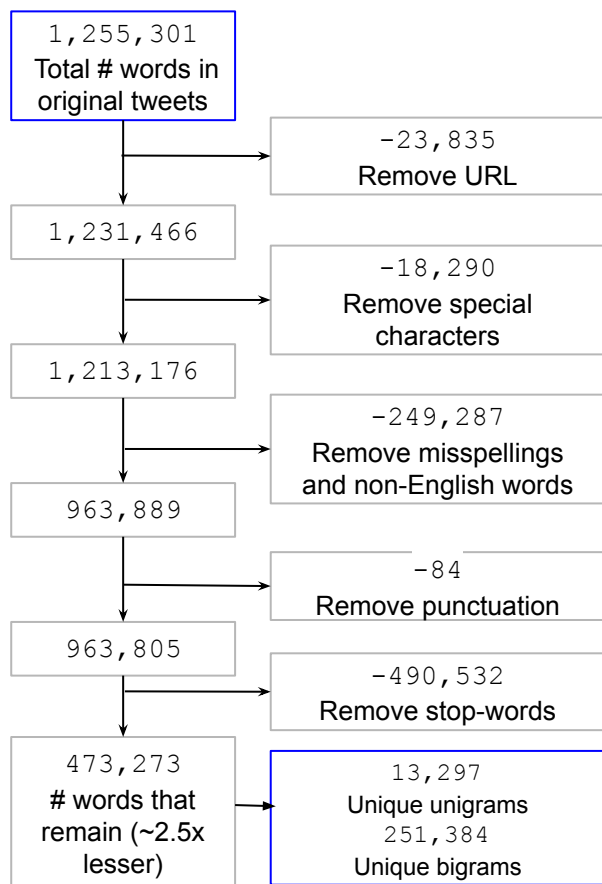 1,255,301
Total # words in
original tweets
-23,835
Remove URL
1,231,466
-18,290
Remove special
characters
1,213,176
-249,287
Remove misspellings
and non-English words
963,889
-84
Remove punctuation
963,805
-490,532
Remove stop-words
473,273
# words that
remain (~2.5x
lesser)
13,297
Unique unigrams
251,384
Unique bigrams